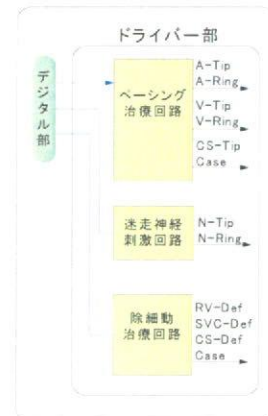 ドライバー部
デジタル部
ペーシング
治療回路
A-Tip
A-Ring
V-Tip
V-Ring
CS-Tip
Case
迷走神経
刺激回路
N-Tip
N-Ring
除細動
治療回路
RV-Def
SVC-Def
CS-Def
Case